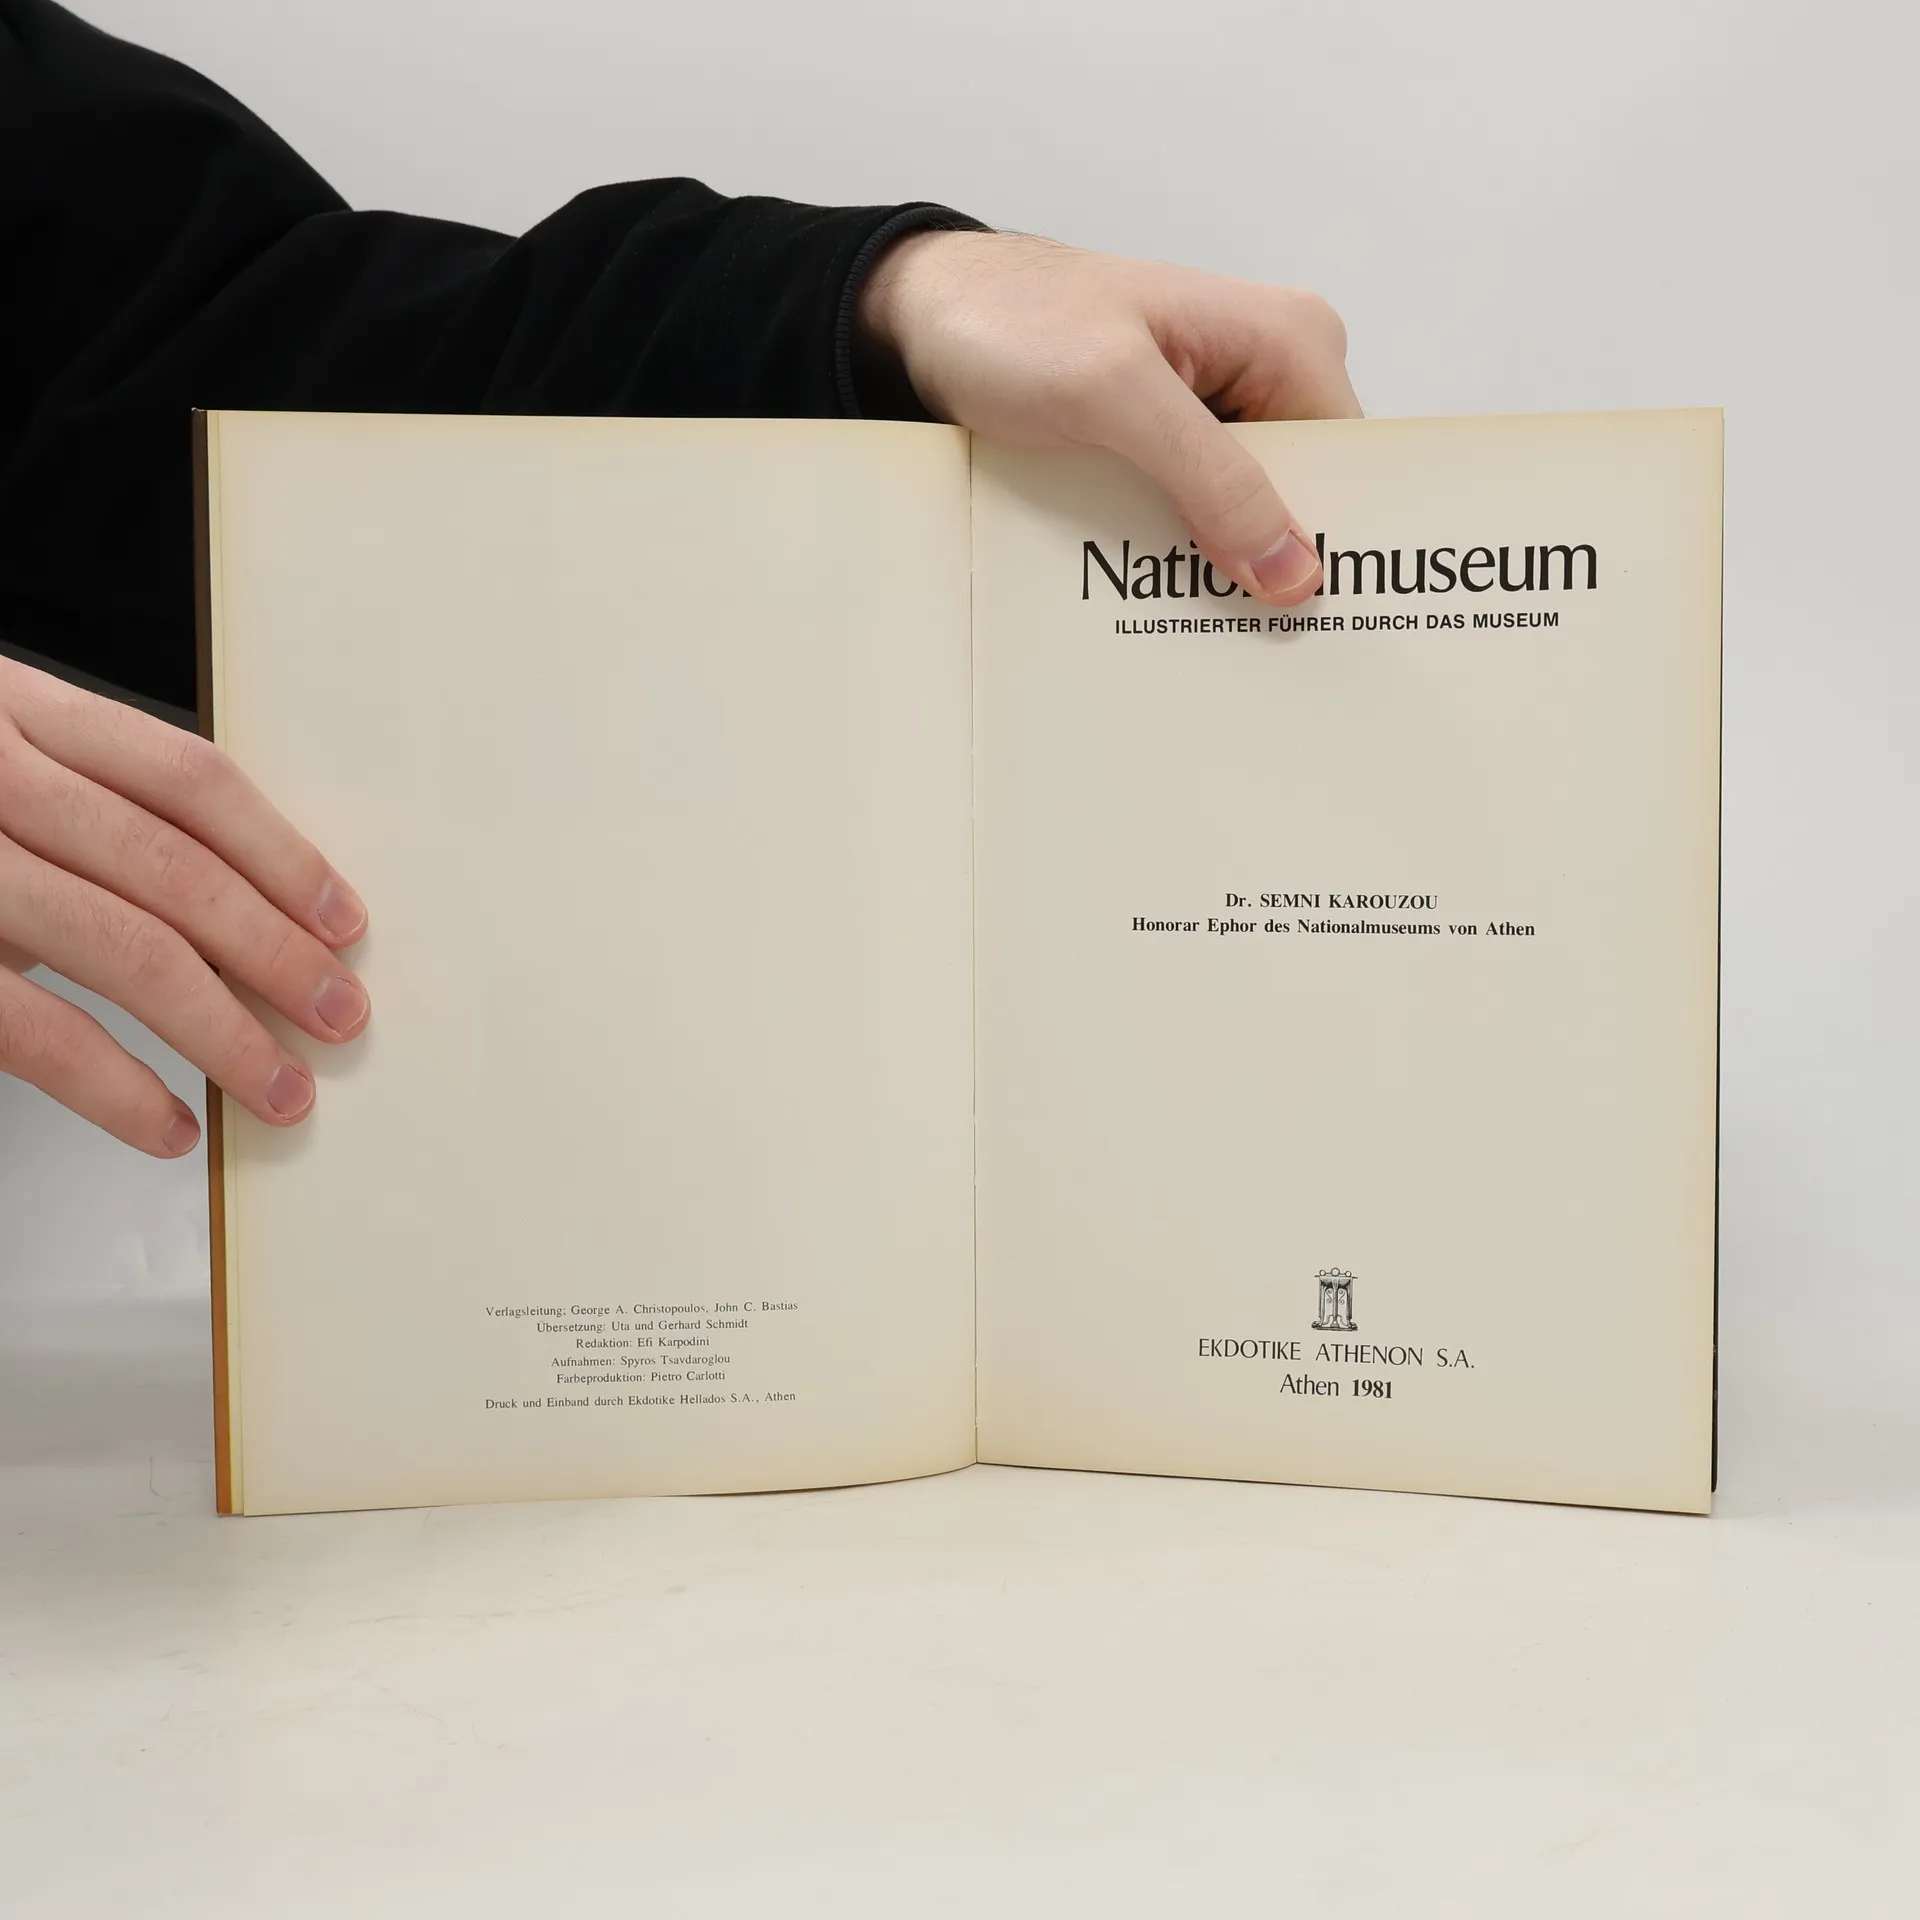 Verlagsleitung: George A. Christopoulos, John C. Bastias
Übersetzung: Uta und Gerhard Schmidt
Redaktion: Efi Karpodini
Aufnahmen: Spyros Tsavdaroglou
Farbeproduktion: Pietro Carlotti
Druck und Einband durch Ekdotike Hellados S.A., Athen
Nationalmuseum
ILLUSTRIERTER FÜHRER DURCH DAS MUSEUM
Dr. SEMNI KAROUZOU
Honorar Ephor des Nationalmuseums von Athen
EKDOTIKE ATHENON S.A.
Athen 1981